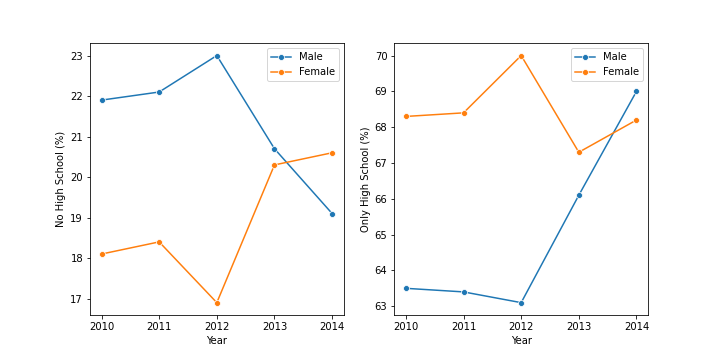 Male
Female
No High School (%)
23
22
21
20
19
18
17
2010 2011 2012 2013 2014
Year
Male
Female
Only High School (%)
70
69
68
67
66
65
64
63
2010 2011 2012 2013 2014
Year